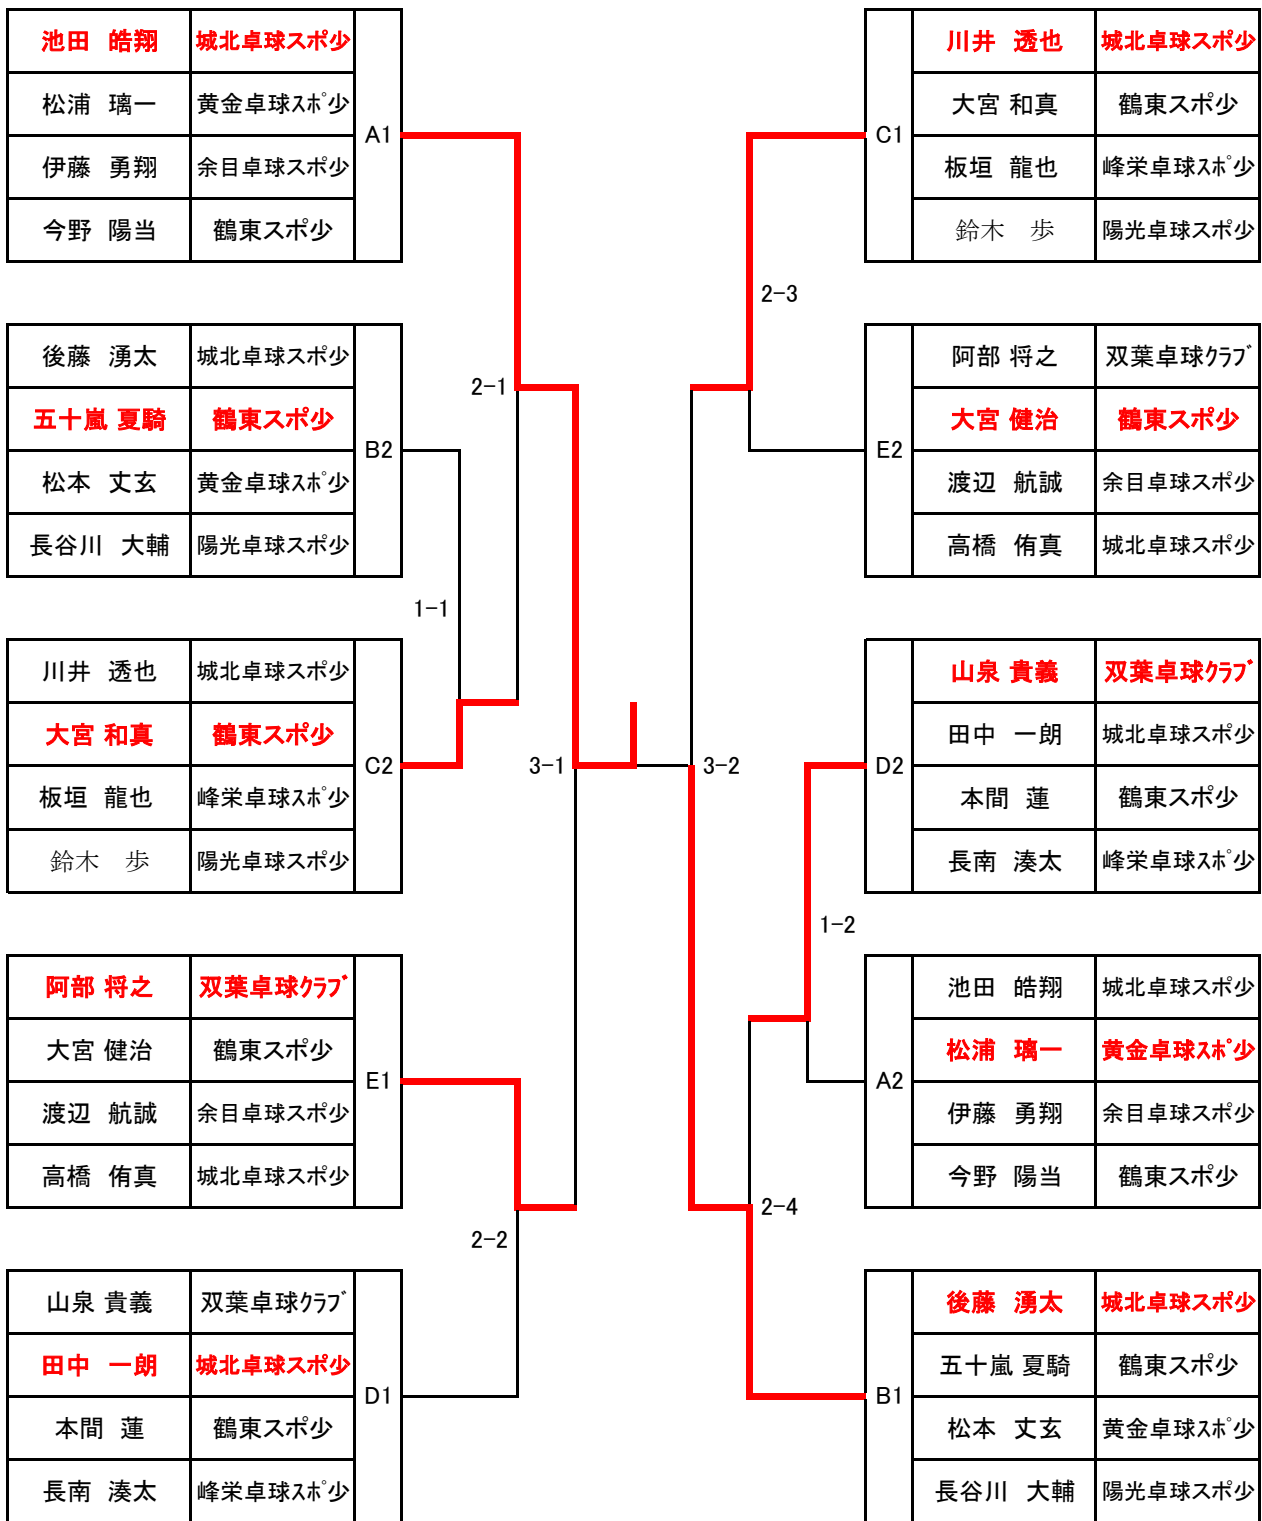 池田 皓翔 城北卓球スポ少
松浦 璃一 黄金卓球ｽﾎﾟ少
伊藤 勇翔 余目卓球スポ少
今野 陽当 鶴東スポ少
A1
後藤 湧太 城北卓球スポ少
五十嵐 夏騎 鶴東スポ少
松本 丈玄 黄金卓球ｽﾎﾟ少
長谷川 大輔 陽光卓球スポ少
B2
川井 透也 城北卓球スポ少
大宮 和真 鶴東スポ少
板垣 龍也 峰栄卓球ｽﾎﾟ少
鈴木 歩 陽光卓球スポ少
C2
阿部 将之 双葉卓球ｸﾗﾌﾞ
大宮 健治 鶴東スポ少
渡辺 航誠 余目卓球スポ少
高橋 侑真 城北卓球スポ少
E1
山泉 貴義 双葉卓球ｸﾗﾌﾞ
田中 一朗 城北卓球スポ少
本間 蓮 鶴東スポ少
長南 湊太 峰栄卓球ｽﾎﾟ少
D1
2-1
1-1
3-1
2-2
2-3
3-2
1-2
2-4
川井 透也 城北卓球スポ少
大宮 和真 鶴東スポ少
板垣 龍也 峰栄卓球ｽﾎﾟ少
鈴木 歩 陽光卓球スポ少
C1
阿部 将之 双葉卓球ｸﾗﾌﾞ
大宮 健治 鶴東スポ少
渡辺 航誠 余目卓球スポ少
高橋 侑真 城北卓球スポ少
E2
山泉 貴義 双葉卓球ｸﾗﾌﾞ
田中 一朗 城北卓球スポ少
本間 蓮 鶴東スポ少
長南 湊太 峰栄卓球ｽﾎﾟ少
D2
池田 皓翔 城北卓球スポ少
松浦 璃一 黄金卓球ｽﾎﾟ少
伊藤 勇翔 余目卓球スポ少
今野 陽当 鶴東スポ少
A2
後藤 湧太 城北卓球スポ少
五十嵐 夏騎 鶴東スポ少
松本 丈玄 黄金卓球ｽﾎﾟ少
長谷川 大輔 陽光卓球スポ少
B1